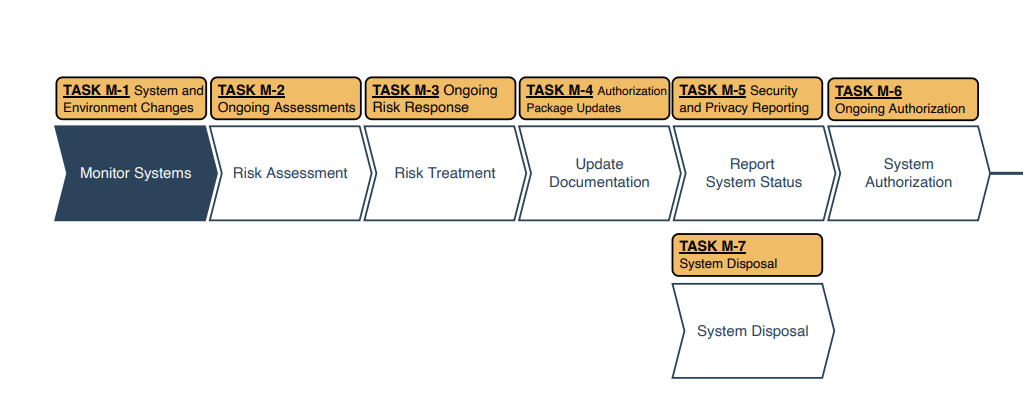 TASK M-1 System and
Environment Changes
TASK M-2
Ongoing Assessments
TASK M-3 Ongoing
Risk Response
TASK M-4 Authorization
Package Updates
TASK M-5 Security
and Privacy Reporting
TASK M-6
Ongoing Authorization
Monitor Systems
Risk Assessment
Risk Treatment
Update
Documentation
Report
System Status
System
Authorization
TASK M-7
System Disposal
System Disposal